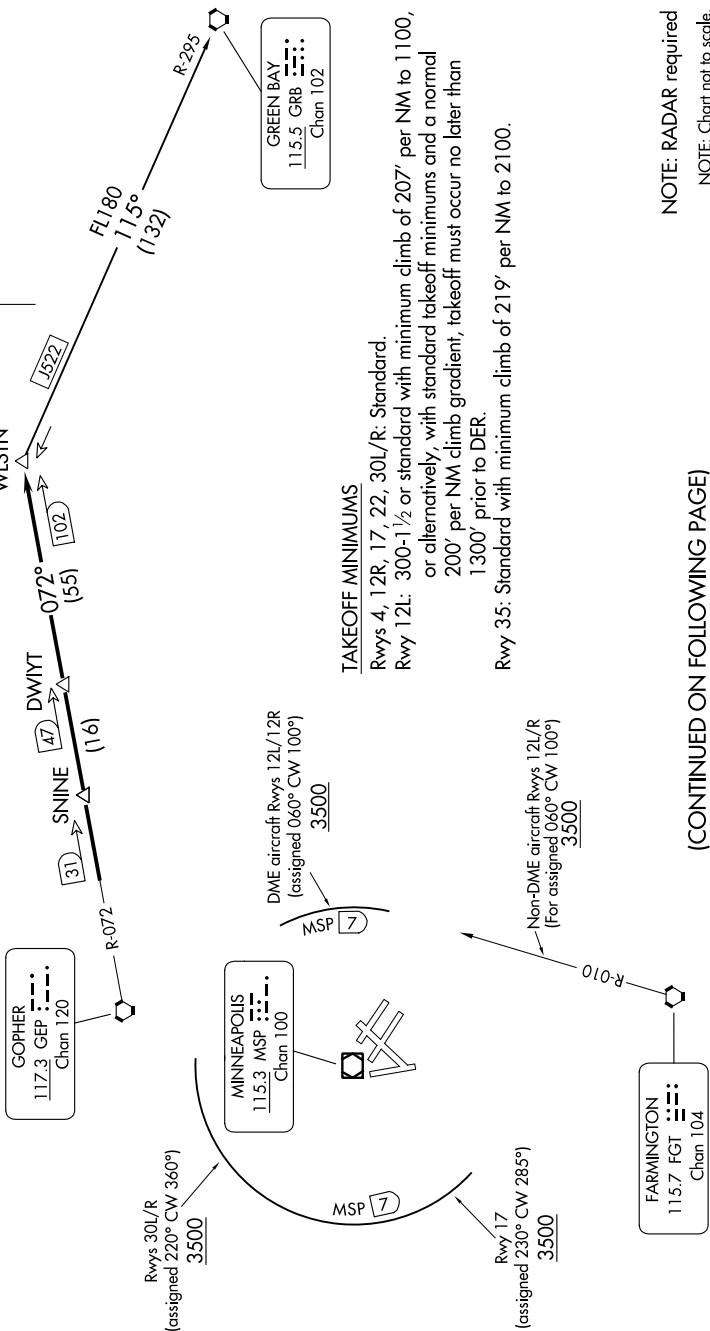 WLSTN
FL180
115°
(132)
R-295
J522
GREEN BAY
115.5 GRB
Chan 102
102
072°
(55)
DWIYT
47
(16)
SNINE
31
R-072
GOPHER
117.3 GEP
Chan 120
TAKEOFF MINIMUMS
Rwys 4, 12R, 17, 22, 30L/R: Standard.
Rwy 12L: 300-1½ or standard with minimum climb of 207' per NM to 1100,
or alternatively, with standard takeoff minimums and a normal
200' per NM climb gradient, takeoff must occur no later than
1300' prior to DER.
Rwy 35: Standard with minimum climb of 219' per NM to 2100.
DME aircraft Rwys 12L/12R
(assigned 060° CW 100°)
3500
MSP 7
MINNEAPOLIS
115.3 MSP
Chan 100
Rwys 30L/R
(assigned 220° CW 360°)
3500
MSP 7
Rwy 17
(assigned 230° CW 285°)
3500
Non-DME aircraft Rwys 12L/R
(For assigned 060° CW 100°)
3500
R-010
FARMINGTON
115.7 FGT
Chan 104
NOTE: RADAR required
NOTE: Chart not to scale.
(CONTINUED ON FOLLOWING PAGE)